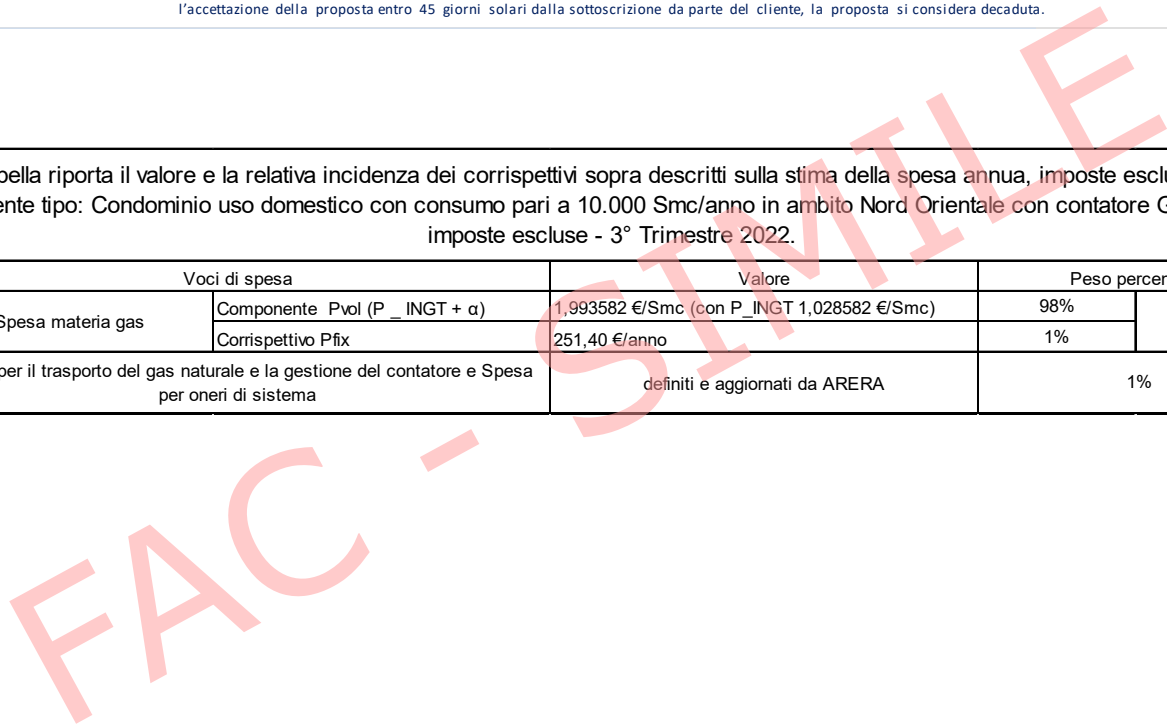 l'accettazione della proposta entro 45 giorni solari dalla sottoscrizione da parte del cliente, la proposta si considera decaduta.
riporta il valore e la relativa incidenza dei corrispettivi sopra descritti sulla stima della spesa annua, imposte
tipo: Condominio uso domestico con consumo pari a 10.000 Smc/anno in ambito Nord Orientale con contatore
imposte escluse - 3° Trimestre 2022.
Voci di spesa Valore Peso
Spesa materia gas
Componente Pvol (P _ INGT + α) 1,993582 €/Smc (con P_INGT 1,028582 €/Smc) 98%
Corrispettivo Pfix 251,40 €/anno 1%
per il trasporto del gas naturale e la gestione del contatore e Spesa
per oneri di sistema
definiti e aggiornati da ARERA 1%
FAC - SIMILE